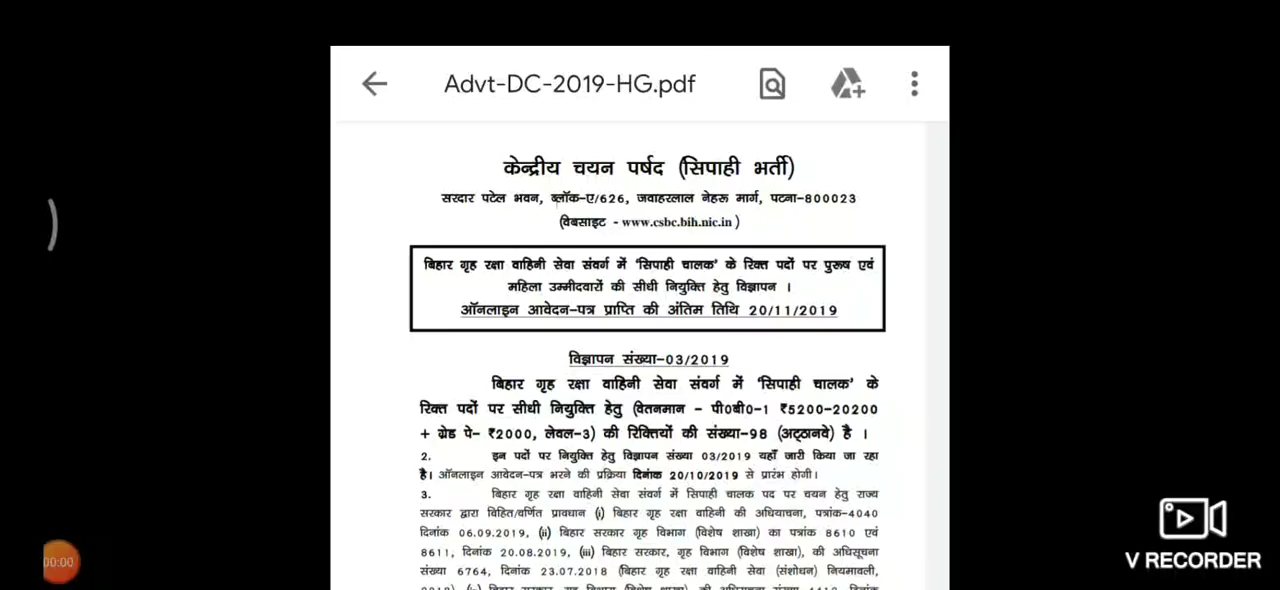 Advt-DC-2019-HG.pdf
केन्द्रीय चयन पर्षद (सिपाही भर्ती)
सरदार पटेल भवन, ब्लॉक-ए/626, जवाहरलाल नेहरू मार्ग, पटना-800023
(वेबसाइट - www.csbc.bih.nic.in )
बिहार गृह रक्षा वाहिनी सेवा संवर्ग में 'सिपाही चालक' के रिक्त पदों पर पुरूष एवं
महिला उम्मीदवारों की सीधी नियुक्ति हेतु विज्ञापन ।
ऑनलाइन आवेदन-पत्र प्राप्ति की अंतिम तिथि 20/11/2019
विज्ञापन संख्या-03/2019
बिहार गृह रक्षा वाहिनी सेवा संवर्ग में 'सिपाही चालक' के
रिक्त पदों पर सीधी नियुक्ति हेतु (वेतनमान - पी0बी0-1 ₹5200-20200
+ ग्रेड पे- ₹2000, लेवल-3) की रिक्तियों की संख्या-98 (अट्ठानवे) है ।
2. इन पदों पर नियुक्ति हेतु विज्ञापन संख्या 03/2019 यहाँ जारी किया जा रहा
है। ऑनलाइन आवेदन-पत्र भरने की प्रक्रिया दिनांक 20/10/2019 से प्रारंभ होगी।
3. बिहार गृह रक्षा वाहिनी सेवा संवर्ग में सिपाही चालक पद पर चयन हेतु राज्य
सरकार द्वारा विहित/वर्णित प्रावधान (i) बिहार गृह रक्षा वाहिनी की अधियाचना, पत्रांक-4040
दिनांक 06.09.2019, (ii) बिहार सरकार गृह विभाग (विशेष शाखा) का पत्रांक 8610 एवं
8611, दिनांक 20.08.2019, (iii) बिहार सरकार, गृह विभाग (विशेष शाखा), की अधिसूचना
संख्या 6764, दिनांक 23.07.2018 (बिहार गृह रक्षा वाहिनी सेवा (संशोधन) नियमावली,
00:00
V RECORDER